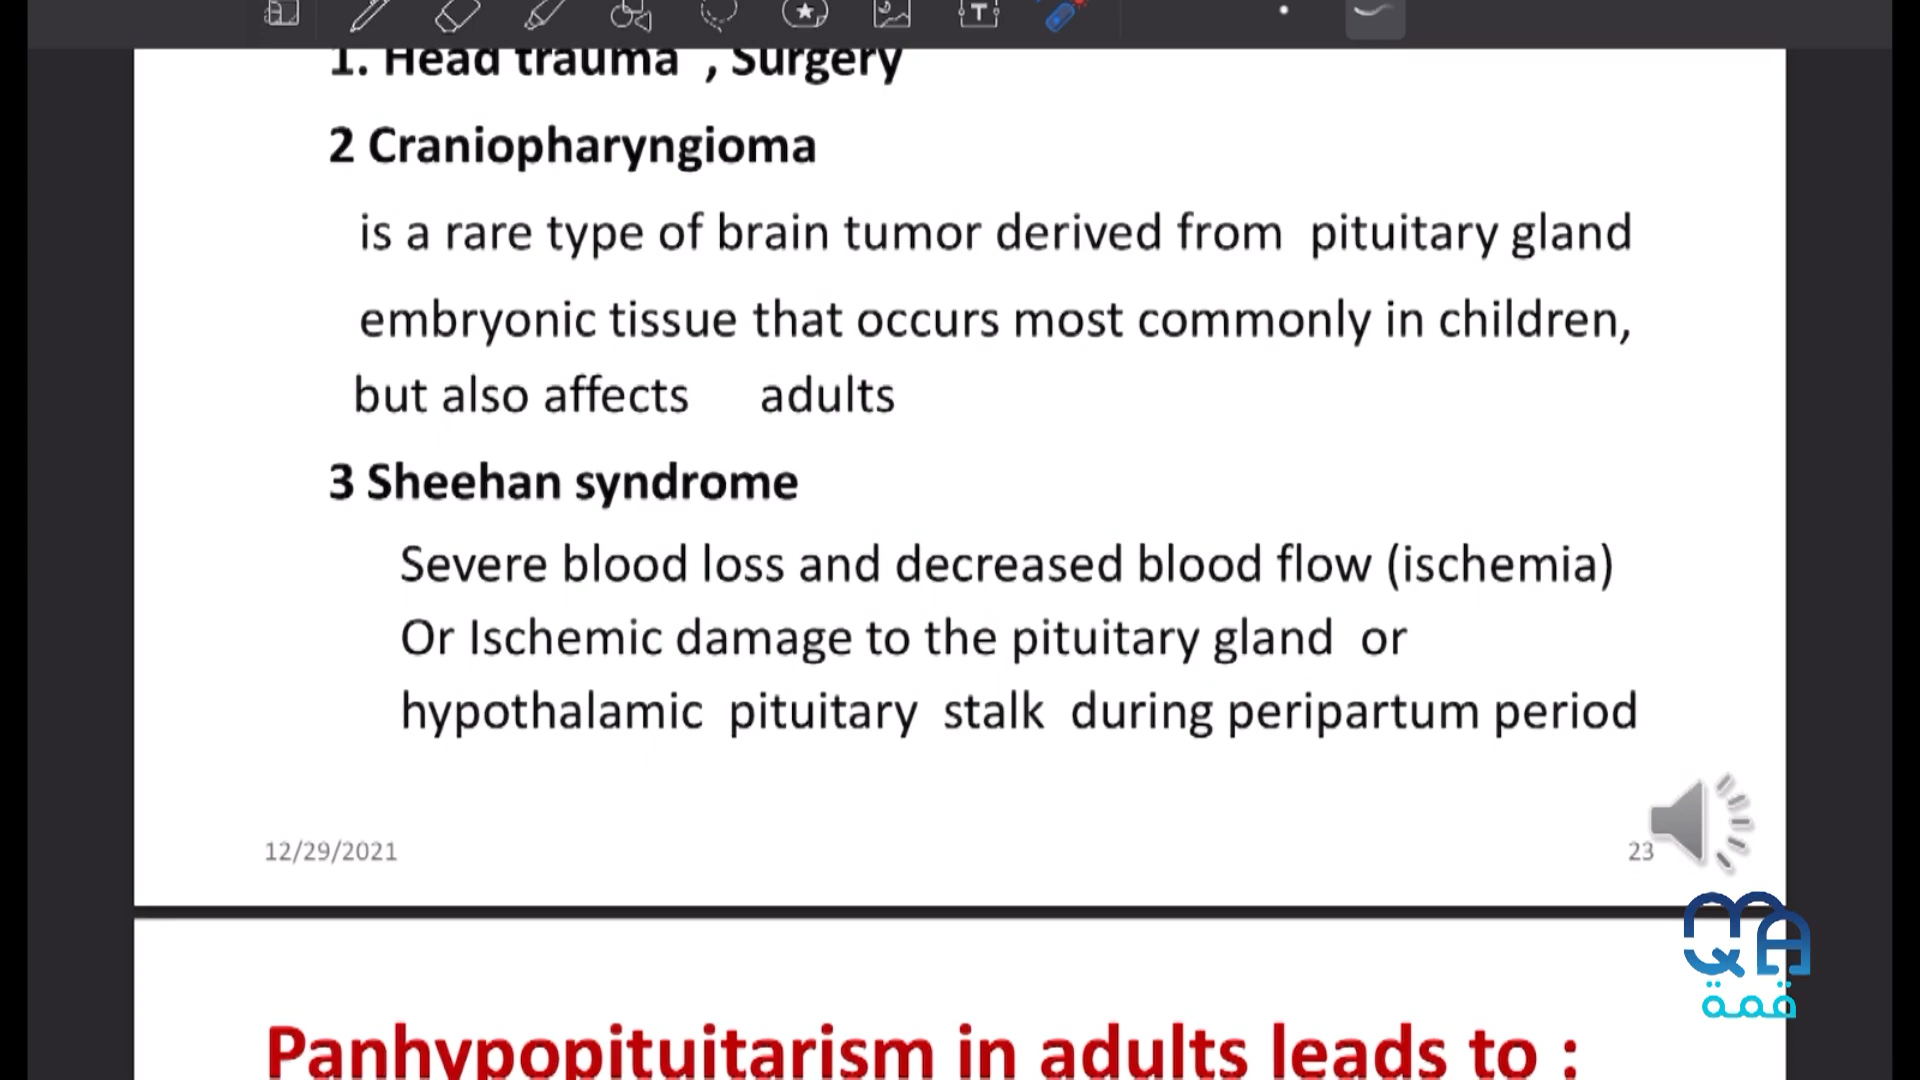 1. Head trauma , Surgery
2 Craniopharyngioma
is a rare type of brain tumor derived from pituitary gland
embryonic tissue that occurs most commonly in children,
but also affects adults
3 Sheehan syndrome
Severe blood loss and decreased blood flow (ischemia)
Or Ischemic damage to the pituitary gland or
hypothalamic pituitary stalk during peripartum period
12/29/2021
23
QMA
قمة
Panhypopituitarism in adults leads to :